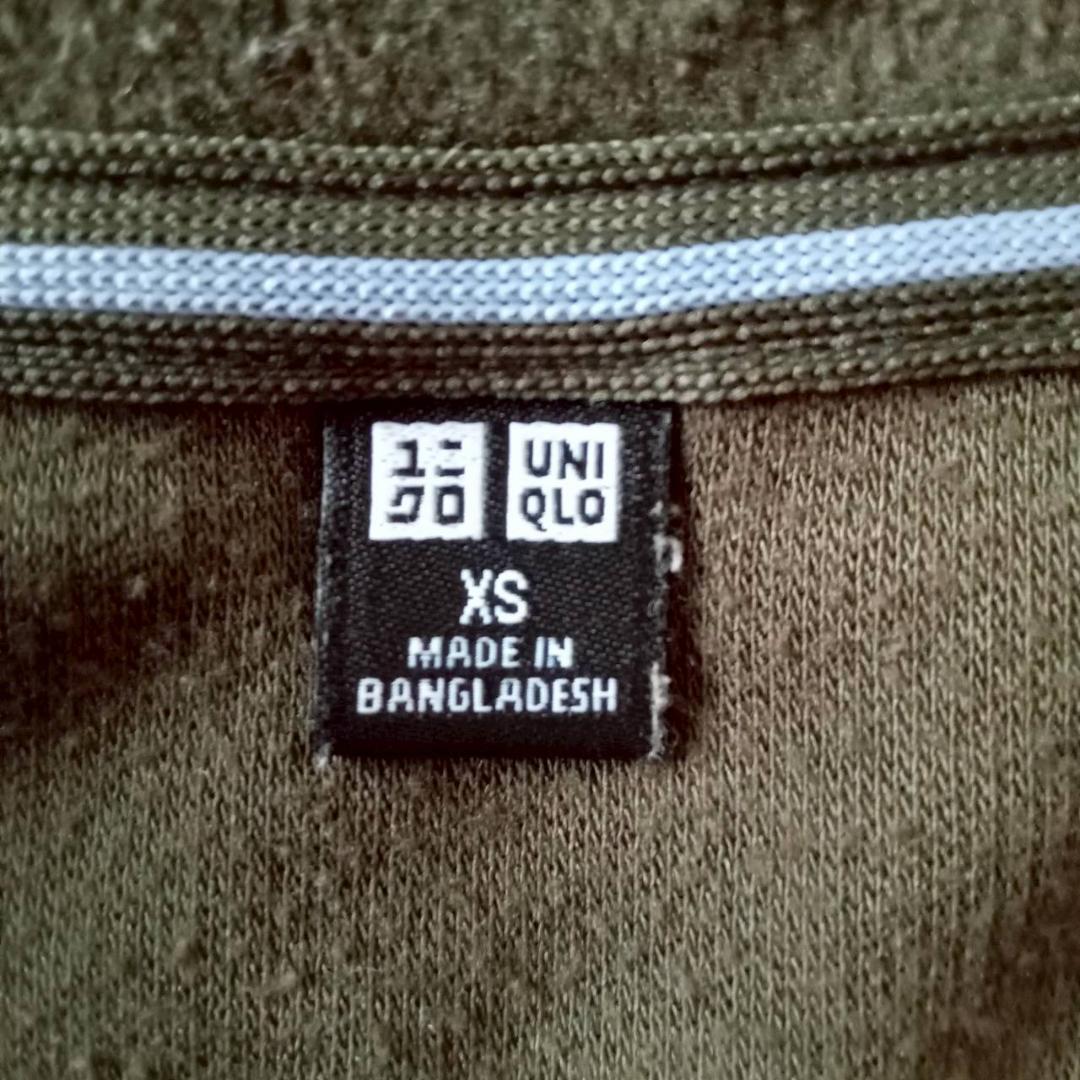 ユニ UNI
クロ QLO
XS
MADE IN
BANGLADESH